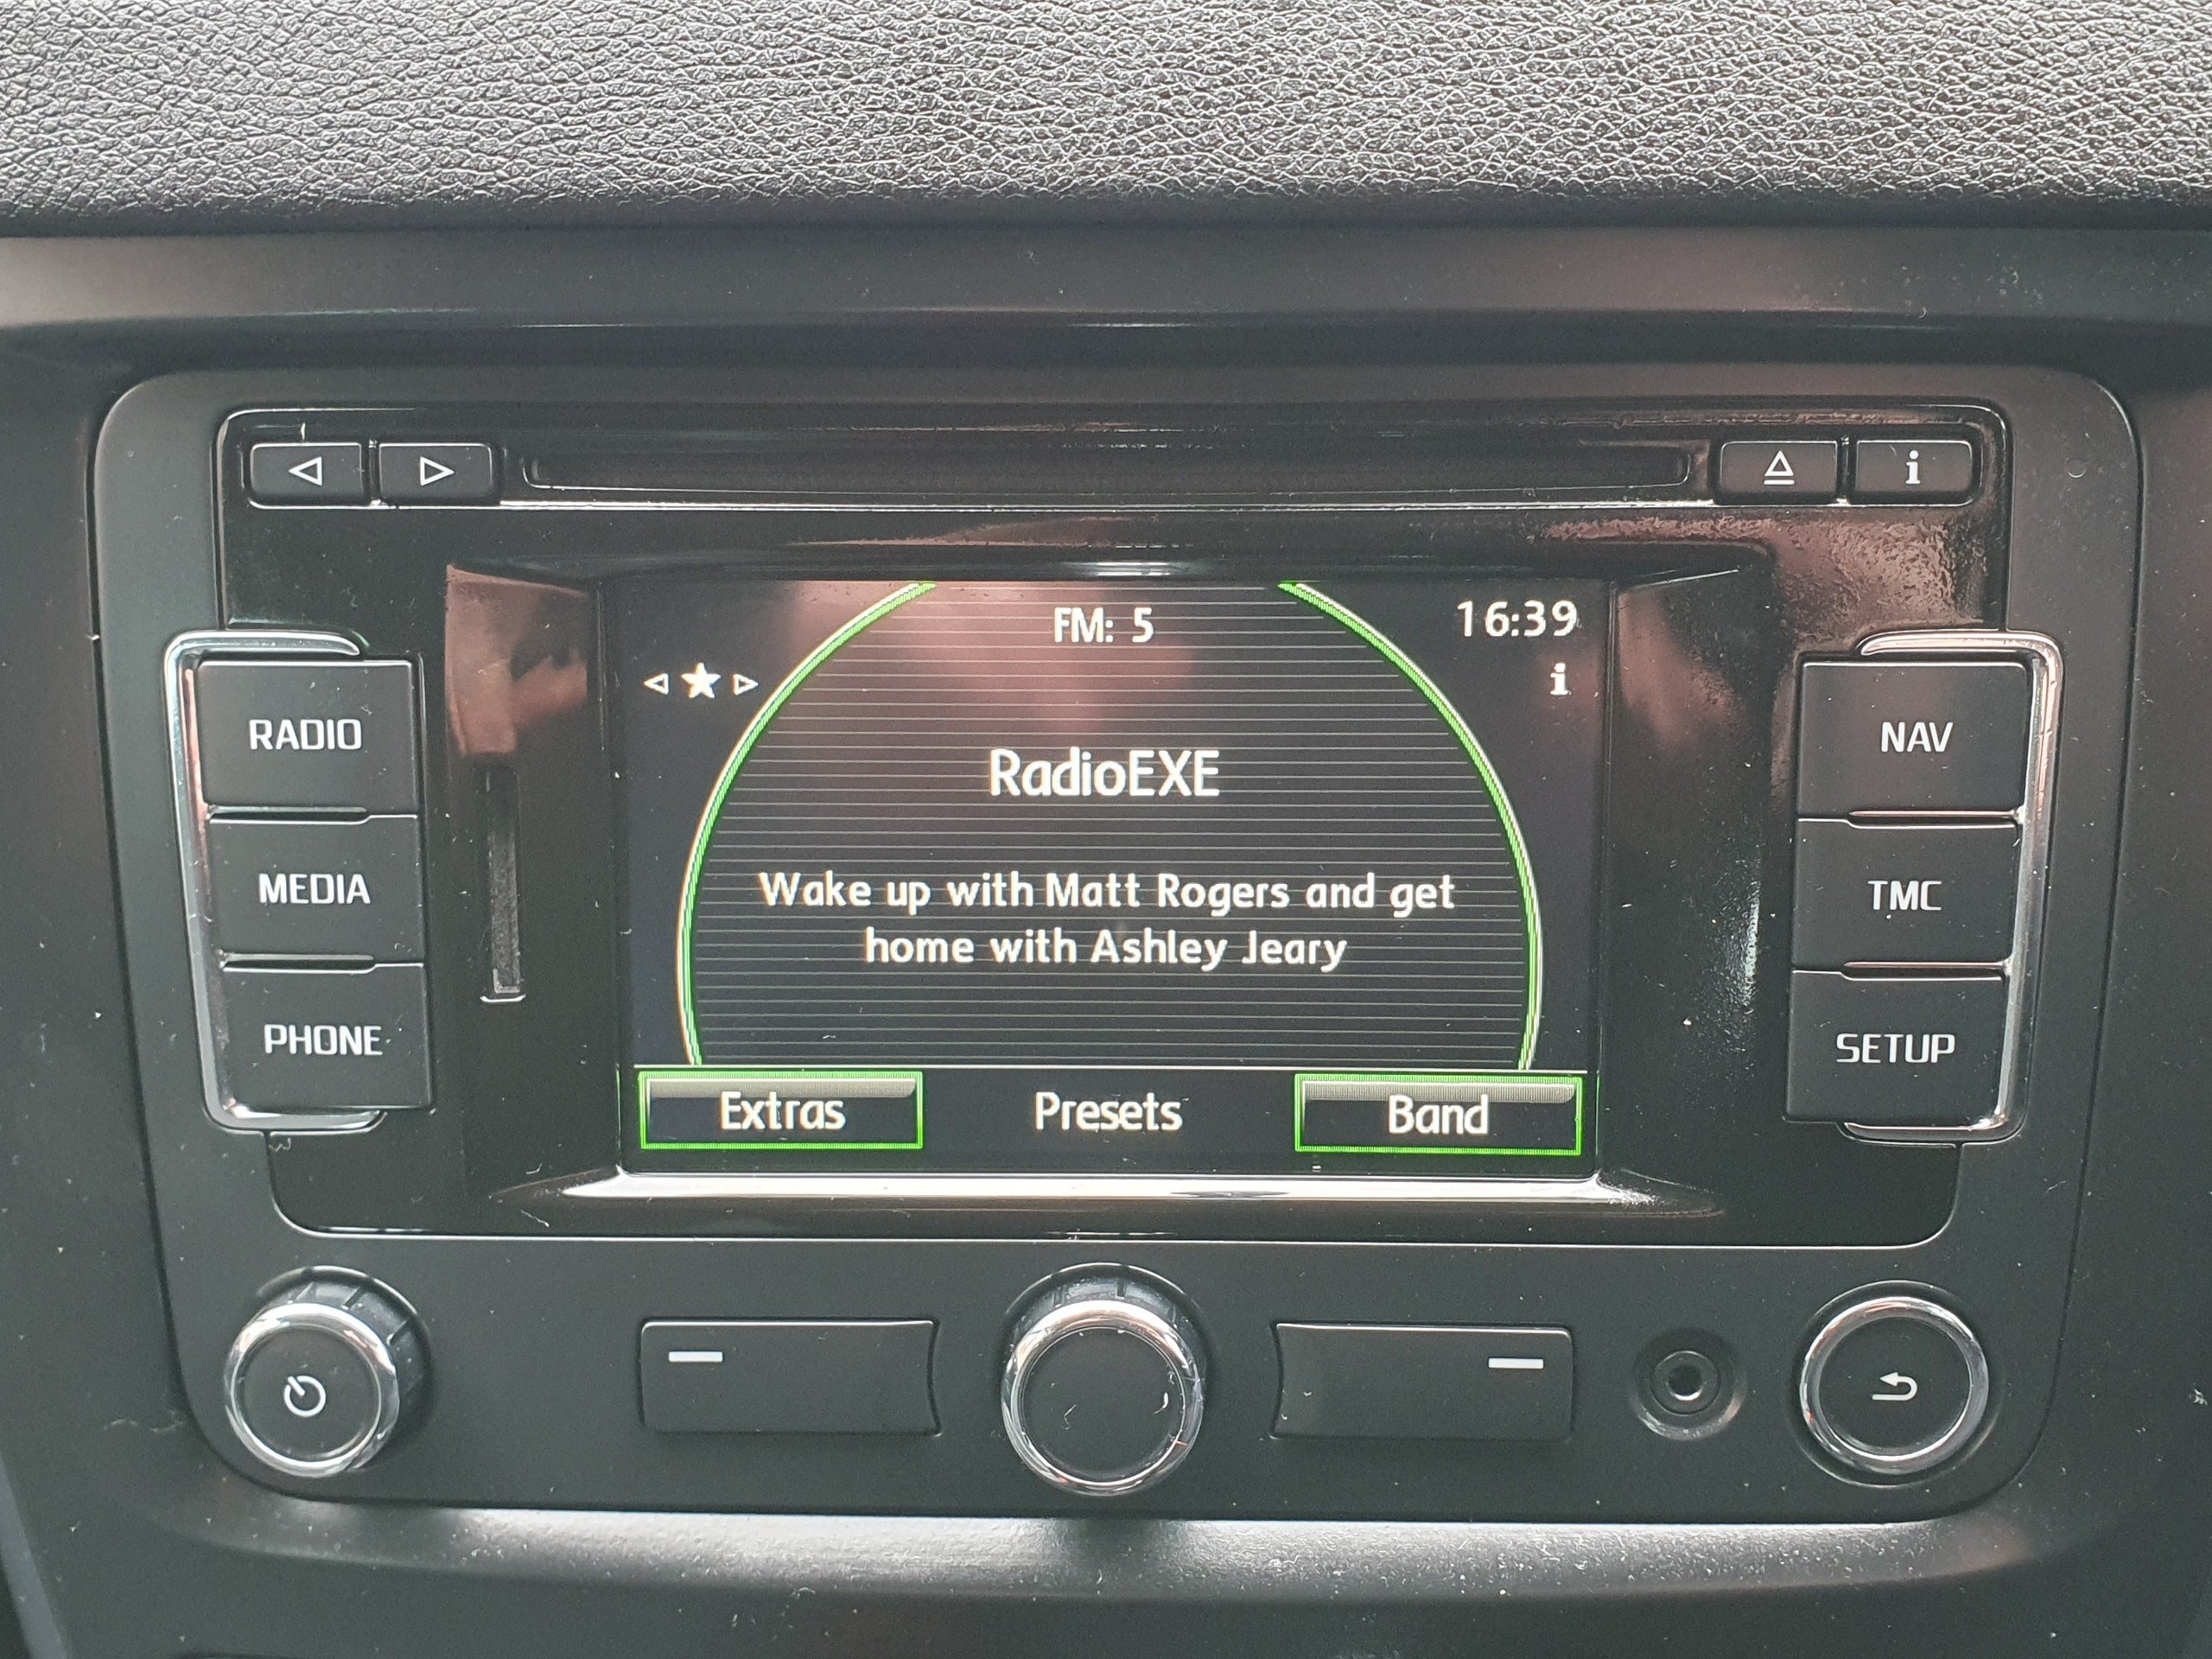 FM: 5
16:39
i
i
RADIO
MEDIA
PHONE
RadioEXE
Wake up with Matt Rogers and get
home with Ashley Jeary
Extras
Presets
Band
NAV
TMC
SETUP